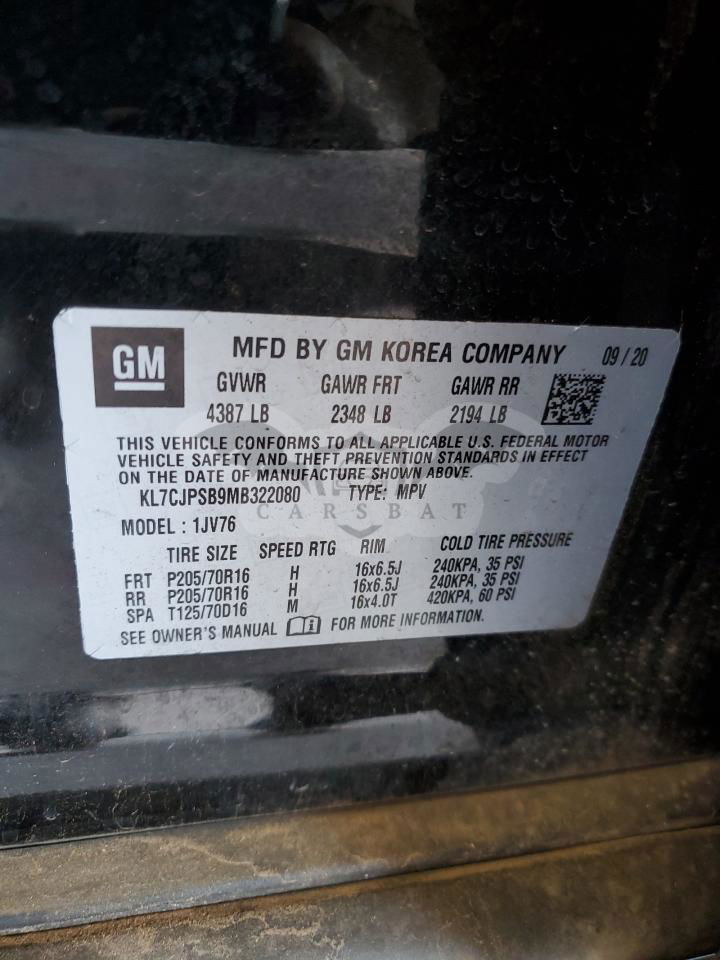 GM
MFD BY GM KOREA COMPANY 09/20
GVWR GAWR FRT GAWR RR
4387 LB 2348 LB 2194 LB
THIS VEHICLE CONFORMS TO ALL APPLICABLE U.S. FEDERAL MOTOR
VEHICLE SAFETY AND THEFT PREVENTION STANDARDS IN EFFECT
ON THE DATE OF MANUFACTURE SHOWN ABOVE.
KL7CJPSB9MB322080 TYPE: MPV
CARSBAT
MODEL : 1JV76
TIRE SIZE SPEED RTG RIM COLD TIRE PRESSURE
FRT P205/70R16 H 16x6.5J 240KPA, 35 PSI
RR P205/70R16 H 16x6.5J 240KPA, 35 PSI
SPA T125/70D16 M 16x4.0T 420KPA, 60 PSI
SEE OWNER'S MANUAL FOR MORE INFORMATION.